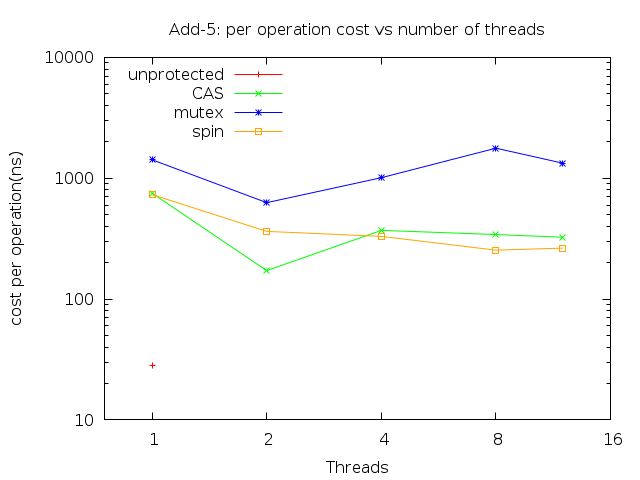 Add-5: per operation cost vs number of threads
10000
unprotected
CAS
mutex
spin
1000
cost per operation(ns)
100
10
1 2 4 8 16
Threads